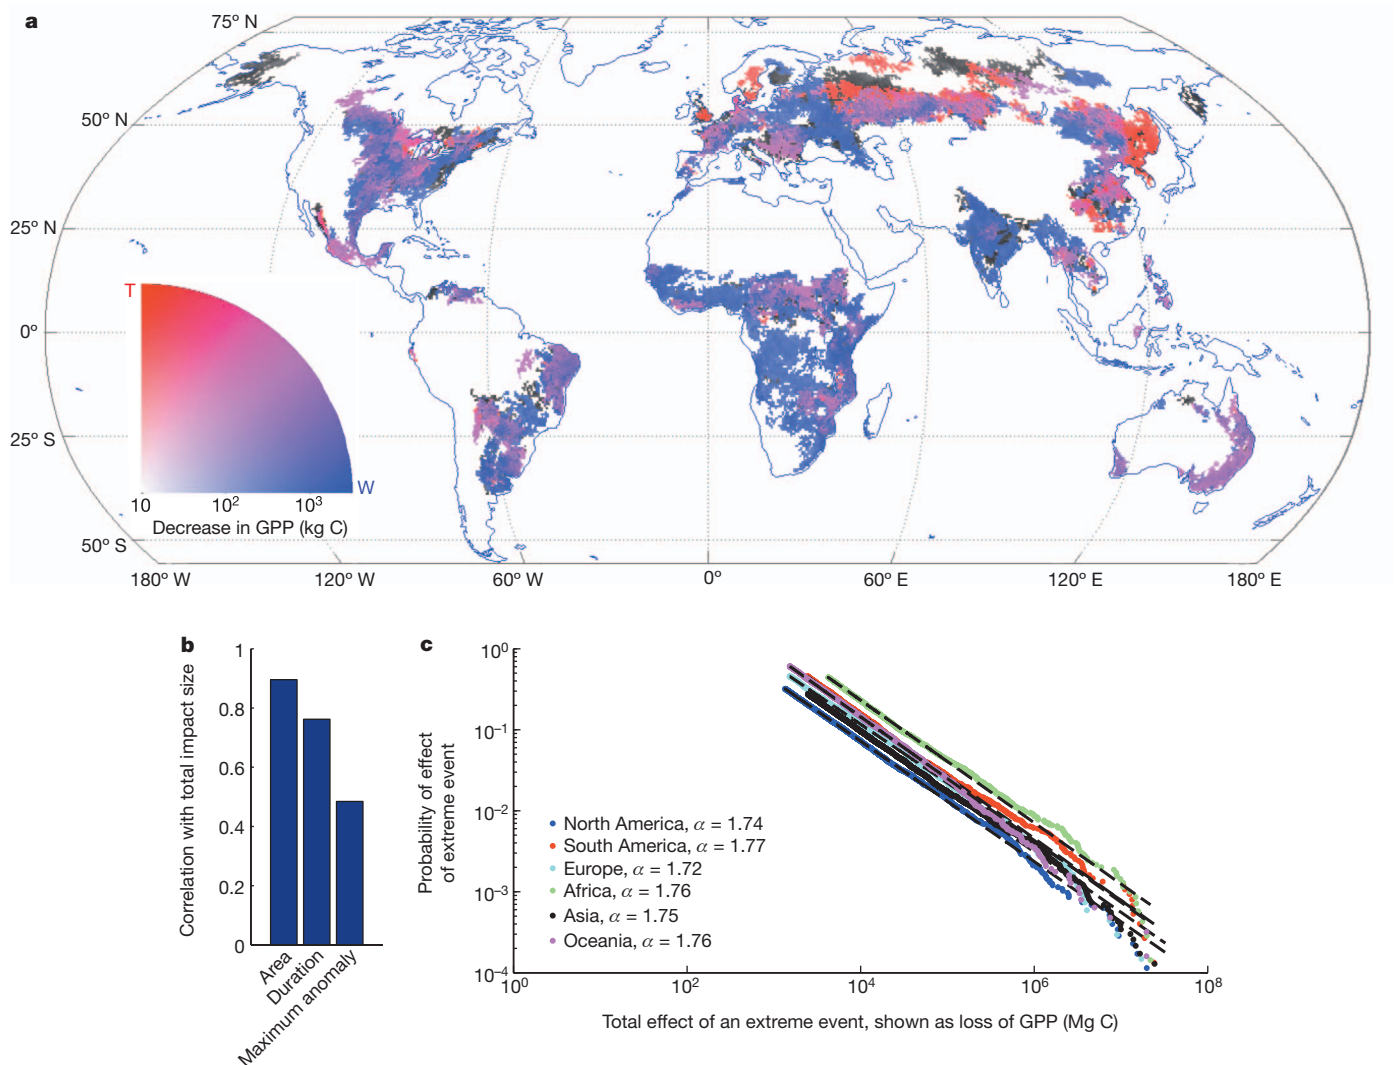 a
75° N
50° N
25° N
0°
25° S
50° S
T
W
10 10² 10³
Decrease in GPP (kg C)
180° W 120° W 60° W 0° 60° E 120° E 180° E
b
Correlation with total impact size
1
0.8
0.6
0.4
0.2
0
Area
Duration
Maximum anomaly
c
Probability of effect
of extreme event
10⁰
10⁻¹
10⁻²
10⁻³
10⁻⁴
North America, α = 1.74
South America, α = 1.77
Europe, α = 1.72
Africa, α = 1.76
Asia, α = 1.75
Oceania, α = 1.76
10⁰ 10² 10⁴ 10⁶ 10⁸
Total effect of an extreme event, shown as loss of GPP (Mg C)